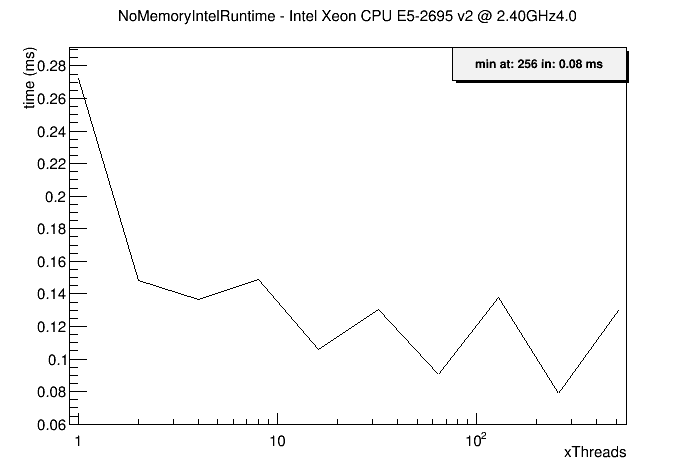 NoMemoryIntelRuntime - Intel Xeon CPU E5-2695 v2 @ 2.40GHz4.0
min at: 256 in: 0.08 ms
time (ms)
0.28
0.26
0.24
0.22
0.2
0.18
0.16
0.14
0.12
0.1
0.08
0.06
1 10 10²
xThreads